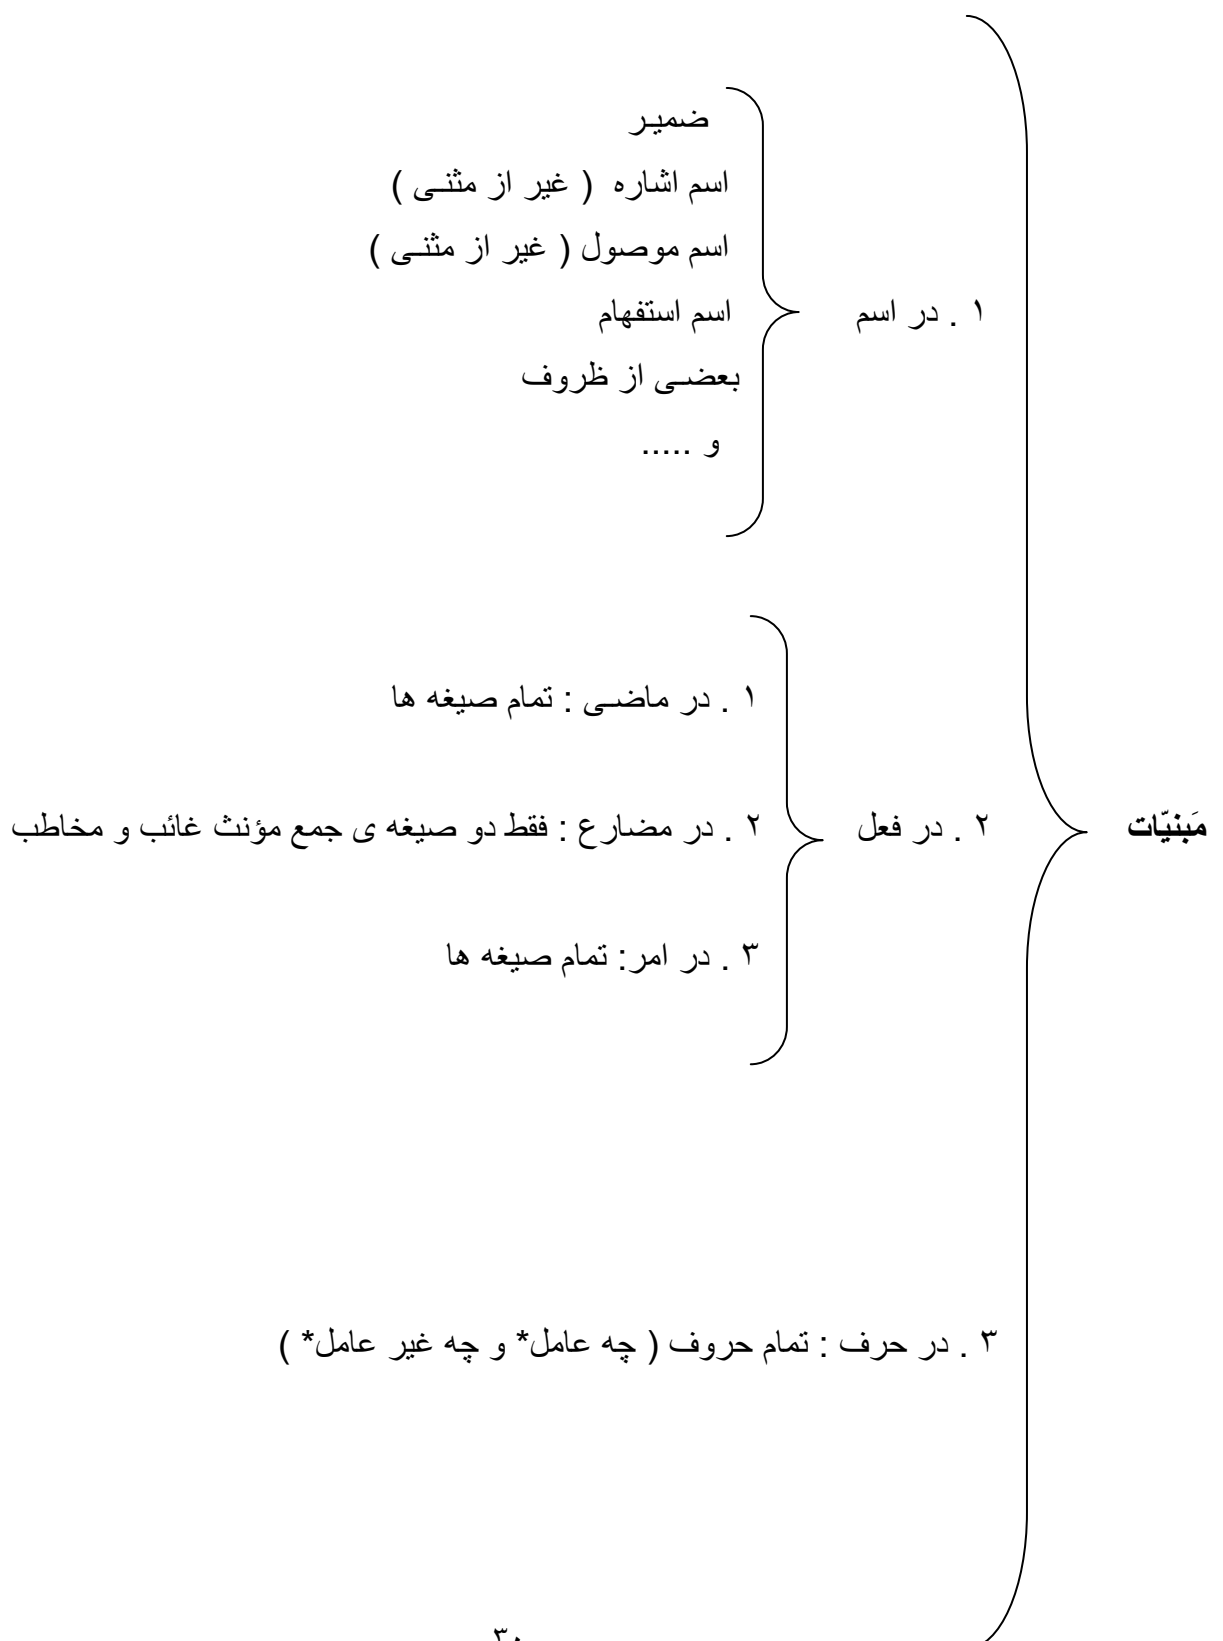 مَبنیّات
۱ . در اسم
ضمیر
اسم اشاره ( غیر از مثنی )
اسم موصول ( غیر از مثنی )
اسم استفهام
بعضی از ظروف
و .....
۲ . در فعل
۱ . در ماضی : تمام صیغه ها
۲ . در مضارع : فقط دو صیغه ی جمع مؤنث غائب و مخاطب
۳ . در امر: تمام صیغه ها
۳ . در حرف : تمام حروف ( چه عامل* و چه غیر عامل* )
۳۰